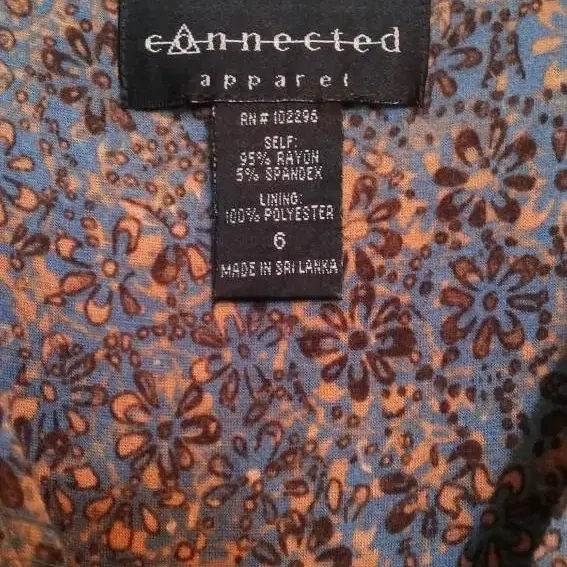 connected
apparel
RN# 102296
SELF:
95% RAYON
5% SPANDEX
LINING:
100% POLYESTER
6
MADE IN SRI LANKA